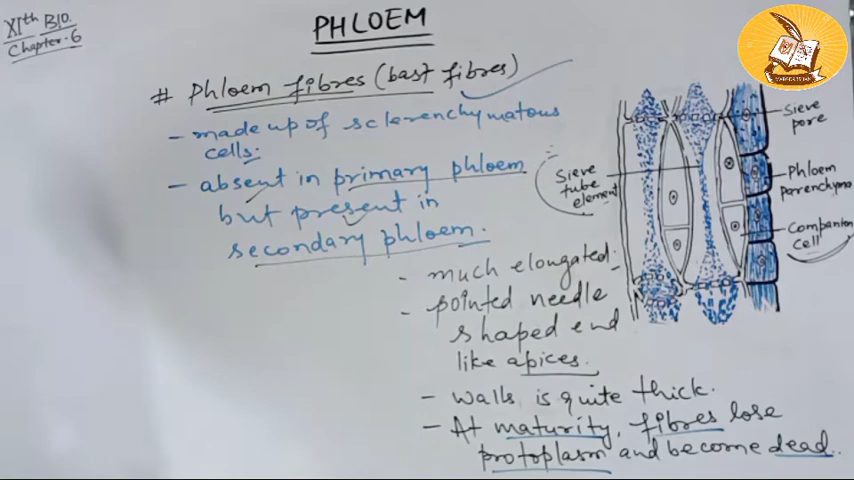 XIth BIO.
Chapter-6
PHLOEM
# Phloem fibres (bast fibres)
- made up of sclerenchymatous
cells.
- absent in primary phloem
but present in
secondary phloem.
- much elongated.
- pointed needle
shaped end
like apices.
- Walls is quite thick.
- At maturity, fibres lose
protoplasm and become dead.
Sieve
tube
element
Sieve
pore
Phloem
parenchyma
Companion
cell